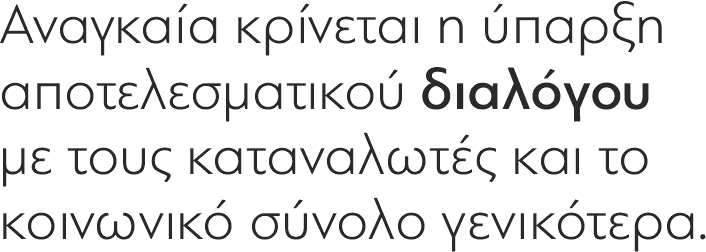 Αναγκαία κρίνεται η ύπαρξη
αποτελεσματικού διαλόγου
με τους καταναλωτές και το
κοινωνικό σύνολο γενικότερα.